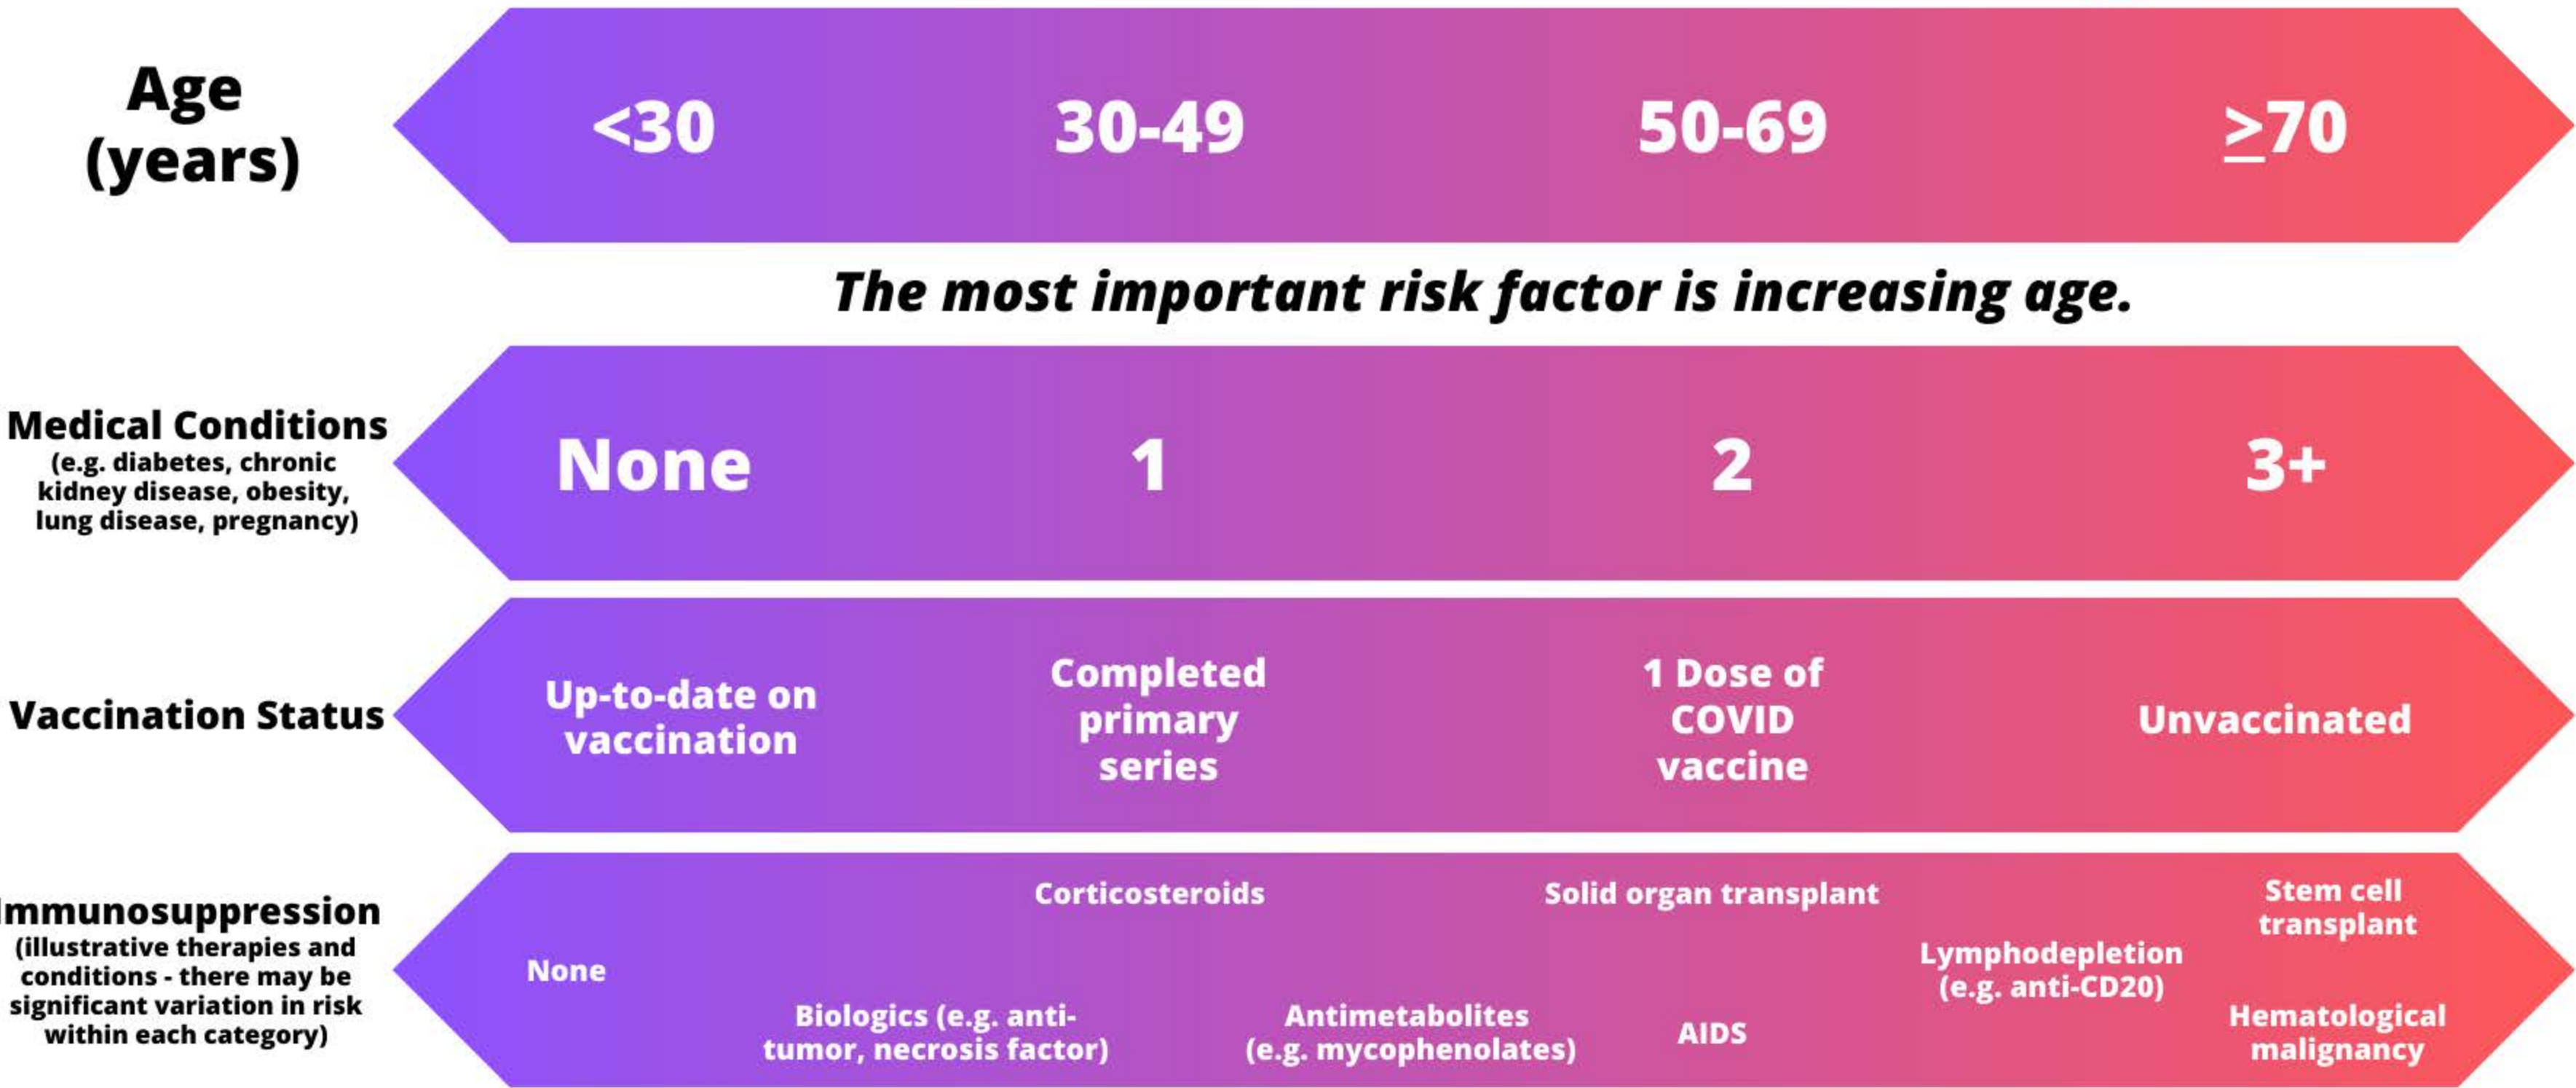 Age
(years)
<30
30-49
50-69
≥70
The most important risk factor is increasing age.
Medical Conditions
(e.g. diabetes, chronic
kidney disease, obesity,
lung disease, pregnancy)
None
1
2
3+
Vaccination Status
Up-to-date on
vaccination
Completed
primary
series
1 Dose of
COVID
vaccine
Unvaccinated
Immunosuppression
(illustrative therapies and
conditions - there may be
significant variation in risk
within each category)
None
Biologics (e.g. anti-
tumor, necrosis factor)
Corticosteroids
Antimetabolites
(e.g. mycophenolates)
Solid organ transplant
AIDS
Lymphodepletion
(e.g. anti-CD20)
Stem cell
transplant
Hematological
malignancy